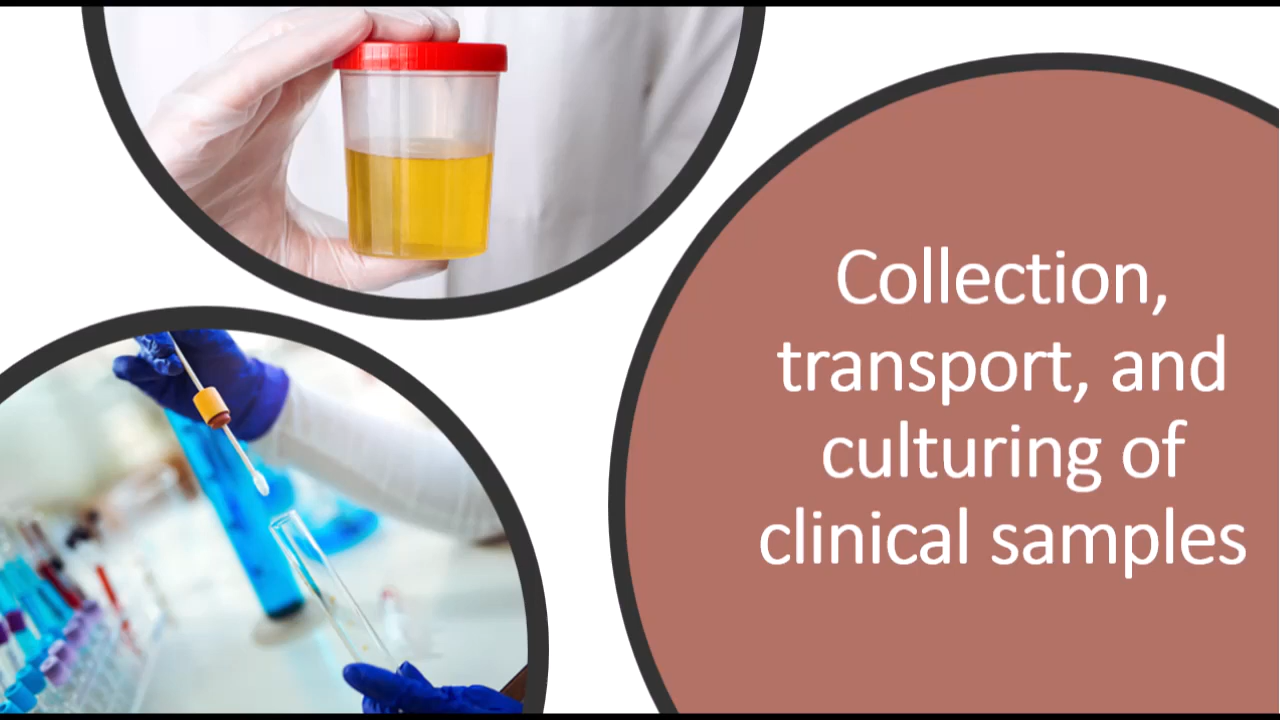 Collection,
transport, and
culturing of
clinical samples